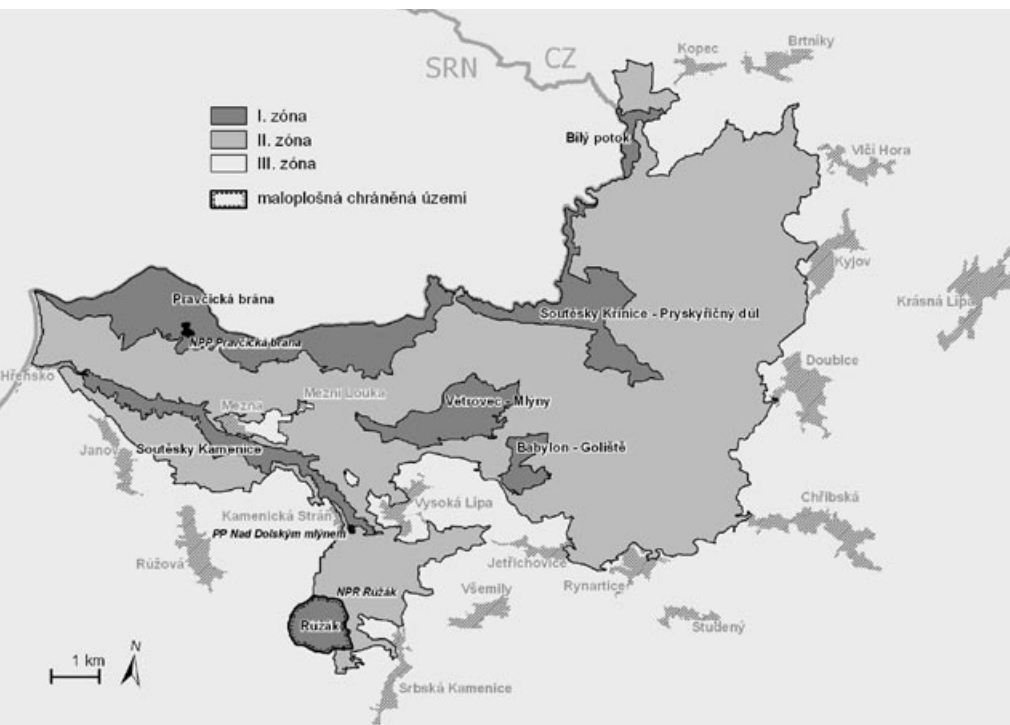 SRN
CZ
Kopec
Brtníky
I. zóna
II. zóna
III. zóna
maloplošná chráněná území
Bílý potok
Vlčí Hora
Kyjov
Krásná Lípa
Pravčická brána
NPP Pravčická brána
Soutěsky Křinice - Pryskyřičný důl
Doubice
Hřensko
Mezná
Mezní Louka
Větrovec - Mlýny
Babylon - Goliště
Janov
Soutěsky Kamenice
Vysoká Lípa
Chřibská
Kamenická Stráň
PP Nad Dolským mlýnem
Růžová
Jetřichovice
Rynartice
NPR Růžák
Všemily
Růžák
Studený
1 km
N
Srbská Kamenice